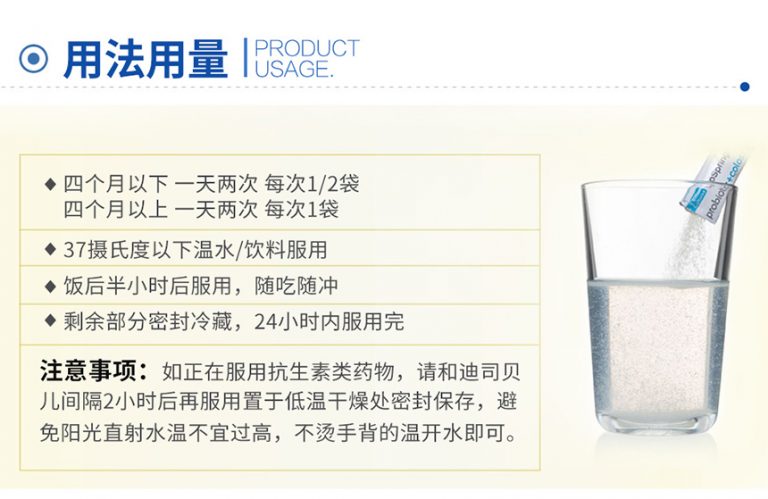 用法用量
PRODUCT
USAGE.
四个月以下 一天两次 每次1/2袋
四个月以上 一天两次 每次1袋
37摄氏度以下温水/饮料服用
饭后半小时后服用，随吃随冲
剩余部分密封冷藏，24小时内服用完
注意事项：如正在服用抗生素类药物，请和迪司贝
儿间隔2小时后再服用置于低温干燥处密封保存，避
免阳光直射水温不宜过高，不烫手背的温开水即可。